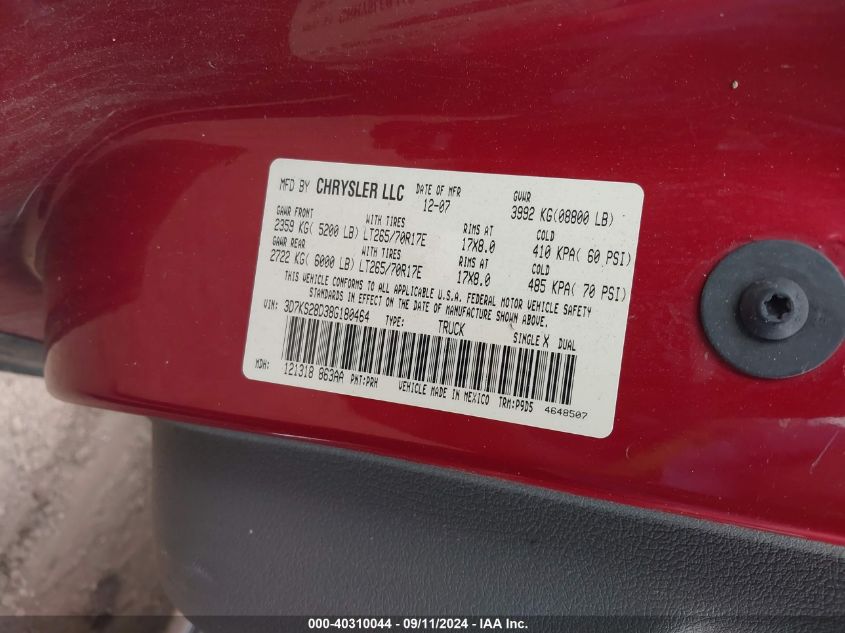 MFD BY CHRYSLER LLC DATE OF MFR 12-07 GVWR 3992 KG(08800 LB)
GAWR FRONT WITH TIRES RIMS AT COLD
2359 KG( 5200 LB) LT265/70R17E 17X8.0 410 KPA( 60 PSI)
GAWR REAR WITH TIRES RIMS AT COLD
2722 KG( 6000 LB) LT265/70R17E 17X8.0 485 KPA( 70 PSI)
THIS VEHICLE CONFORMS TO ALL APPLICABLE U.S.A. FEDERAL MOTOR VEHICLE SAFETY
STANDARDS IN EFFECT ON THE DATE OF MANUFACTURE SHOWN ABOVE.
VIN: 3D7KS28D38G180464 TYPE: TRUCK SINGLE X DUAL
MDH: 121318 863AA PNT:PRH VEHICLE MADE IN MEXICO TRM:P9D5 4648507
000-40310044 - 09/11/2024 - IAA Inc.